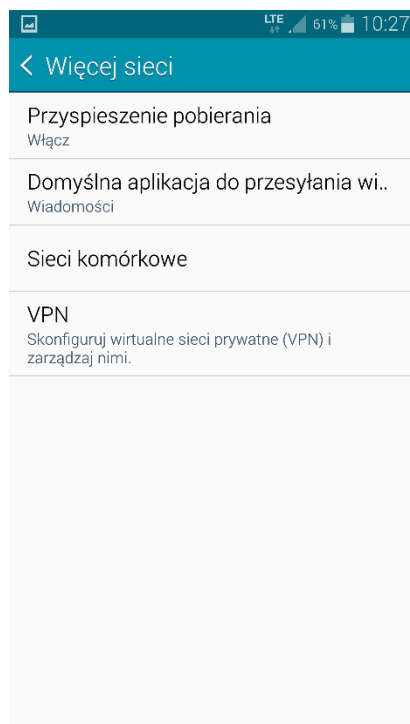 LTE 61% 10:27
Więcej sieci
Przyspieszenie pobierania
Włącz
Domyślna aplikacja do przesyłania wi..
Wiadomości
Sieci komórkowe
VPN
Skonfiguruj wirtualne sieci prywatne (VPN) i
zarządzaj nimi.